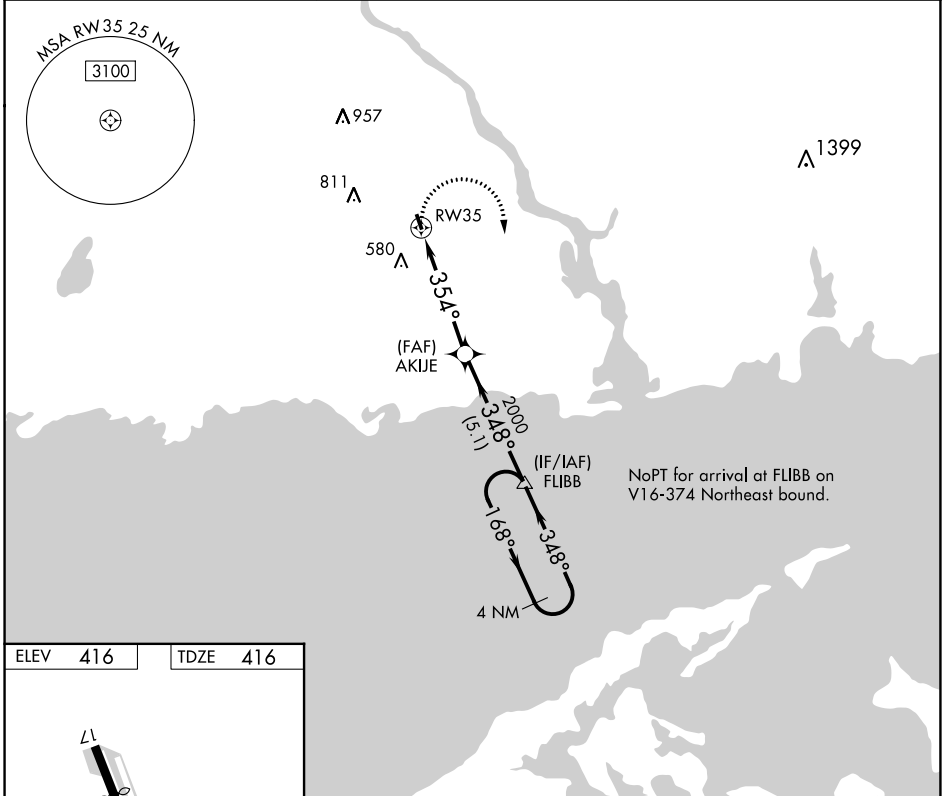 MSA RW35 25 NM
3100
957
1399
811
RW35
580
354°
(FAF)
AKIJE
2000
348°
(5.1)
(IF/IAF)
FLIBB
NoPT for arrival at FLIBB on
V16-374 Northeast bound.
168°
348°
4 NM
ELEV 416
TDZE 416
17